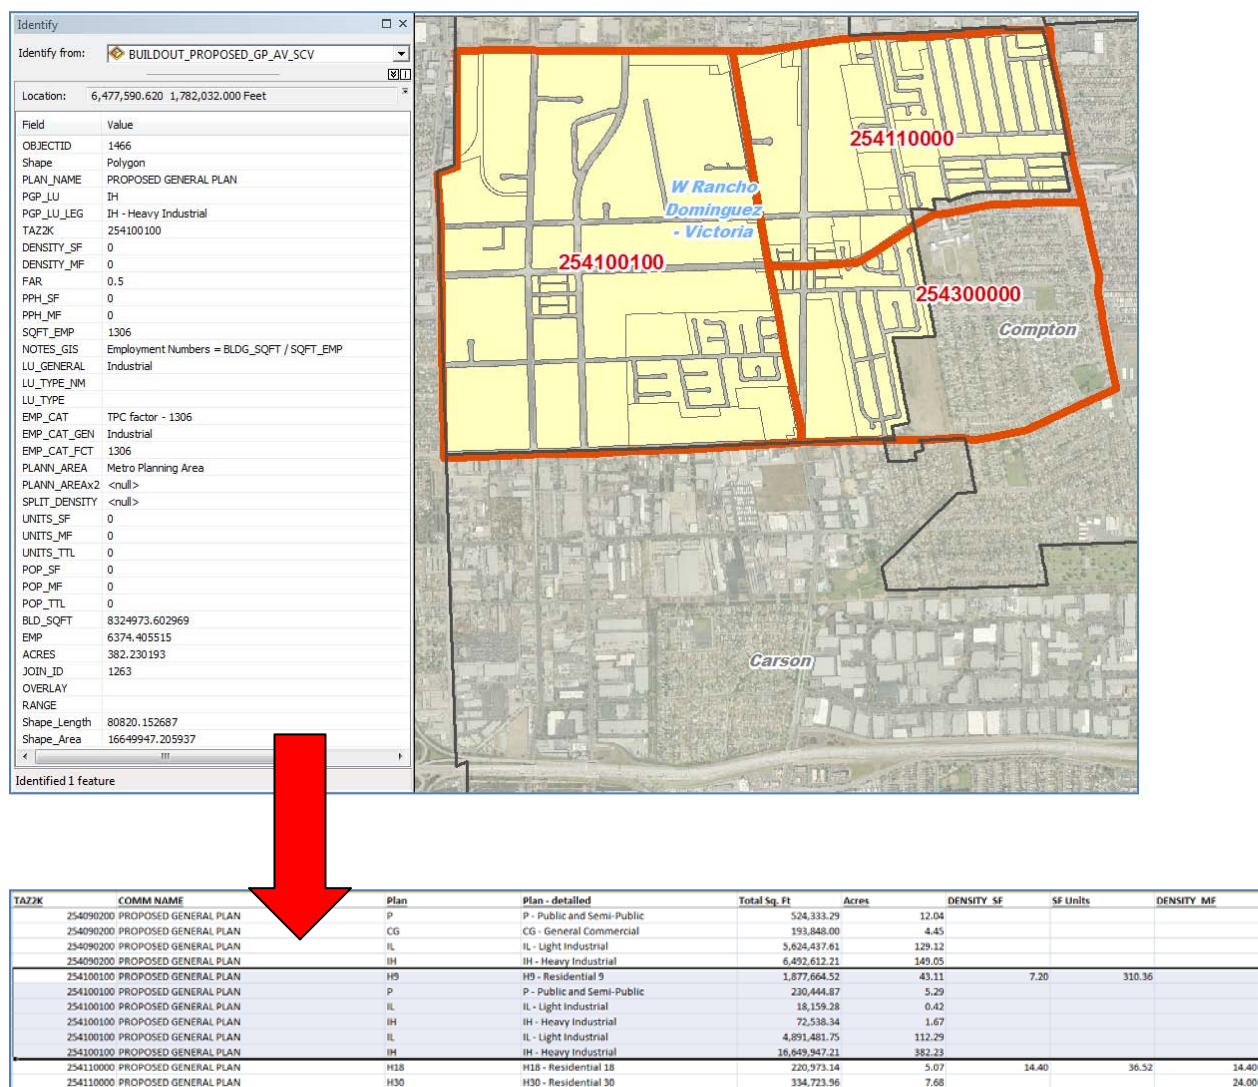 Identify
Identify from: BUILDOUT_PROPOSED_GP_AV_SCV
Location: 6,477,590.620 1,782,032.000 Feet
Field Value
OBJECTID 1466
Shape Polygon
PLAN_NAME PROPOSED GENERAL PLAN
PGP_LU IH
PGP_LU_LEG IH - Heavy Industrial
TAZ2K 254100100
DENSITY_SF 0
DENSITY_MF 0
FAR 0.5
PPH_SF 0
PPH_MF 0
SQFT_EMP 1306
NOTES_GIS Employment Numbers = BLDG_SQFT / SQFT_EMP
LU_GENERAL Industrial
LU_TYPE_NM
LU_TYPE
EMP_CAT TPC factor - 1306
EMP_CAT_GEN Industrial
EMP_CAT_FCT 1306
PLANN_AREA Metro Planning Area
PLANN_AREAx2 <null>
SPLIT_DENSITY <null>
UNITS_SF 0
UNITS_MF 0
UNITS_TTL 0
POP_SF 0
POP_MF 0
POP_TTL 0
BLD_SQFT 8324973.602969
EMP 6374.405515
ACRES 382.230193
JOIN_ID 1263
OVERLAY
RANGE
Shape_Length 80820.152687
Shape_Area 16649947.205937
Identified 1 feature
254110000
W Rancho
Dominguez
- Victoria
254100100
254300000
Compton
Carson
TAZ2K COMM NAME Plan Plan - detailed Total Sq. Ft Acres DENSITY SF SF Units DENSITY MF
254090200 PROPOSED GENERAL PLAN P P - Public and Semi-Public 524,333.29 12.04
254090200 PROPOSED GENERAL PLAN CG CG - General Commercial 193,848.00 4.45
254090200 PROPOSED GENERAL PLAN IL IL - Light Industrial 5,624,437.61 129.12
254090200 PROPOSED GENERAL PLAN IH IH - Heavy Industrial 6,492,612.21 149.05
254100100 PROPOSED GENERAL PLAN H9 H9 - Residential 9 1,877,664.52 43.11 7.20 310.36
254100100 PROPOSED GENERAL PLAN P P - Public and Semi-Public 230,444.87 5.29
254100100 PROPOSED GENERAL PLAN IL IL - Light Industrial 18,159.28 0.42
254100100 PROPOSED GENERAL PLAN IH IH - Heavy Industrial 72,538.34 1.67
254100100 PROPOSED GENERAL PLAN IL IL - Light Industrial 4,891,481.75 112.29
254100100 PROPOSED GENERAL PLAN IH IH - Heavy Industrial 16,649,947.21 382.23
254110000 PROPOSED GENERAL PLAN H18 H18 - Residential 18 220,973.14 5.07 14.40 36.52 14.40
254110000 PROPOSED GENERAL PLAN H30 H30 - Residential 30 334,723.96 7.68 24.00